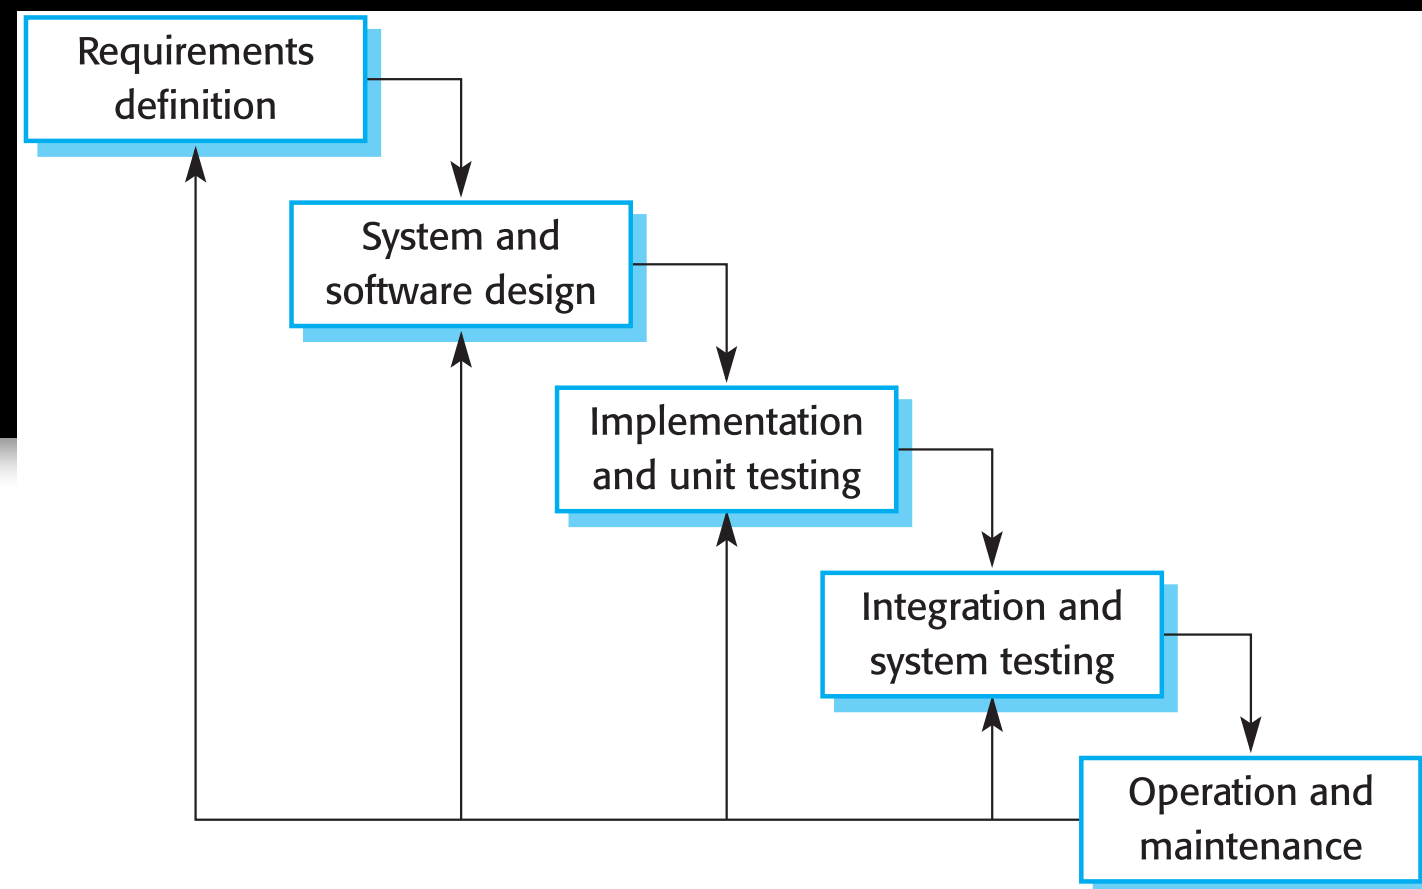 Requirements
definition
System and
software design
Implementation
and unit testing
Integration and
system testing
Operation and
maintenance